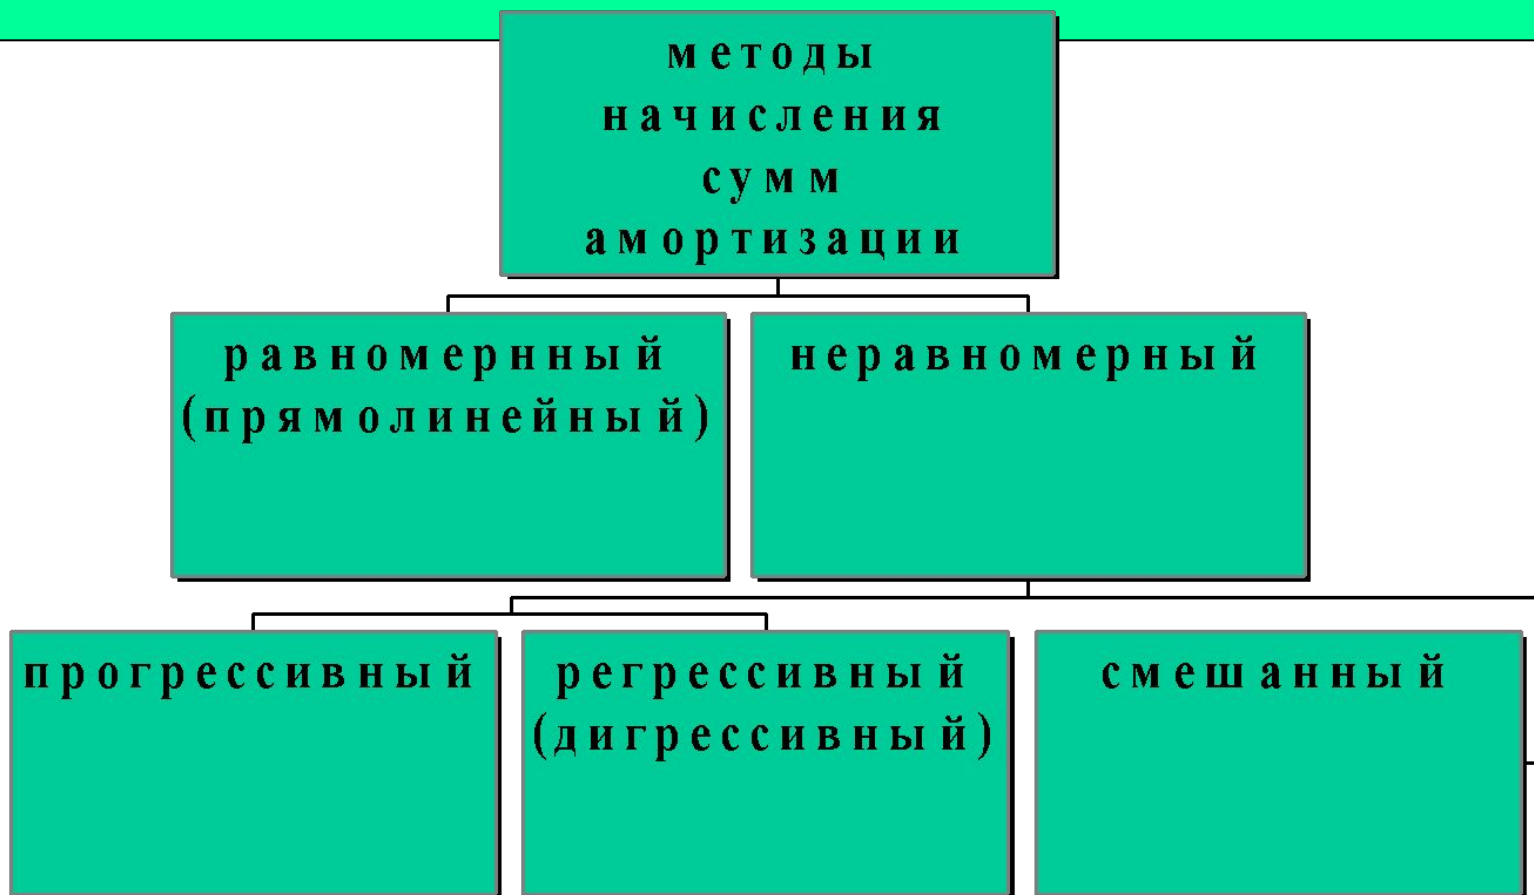 методы
начисления
сумм
амортизации
равномернный
(прямолинейный)
неравномерный
прогрессивный
регрессивный
(дигрессивный)
смешанный